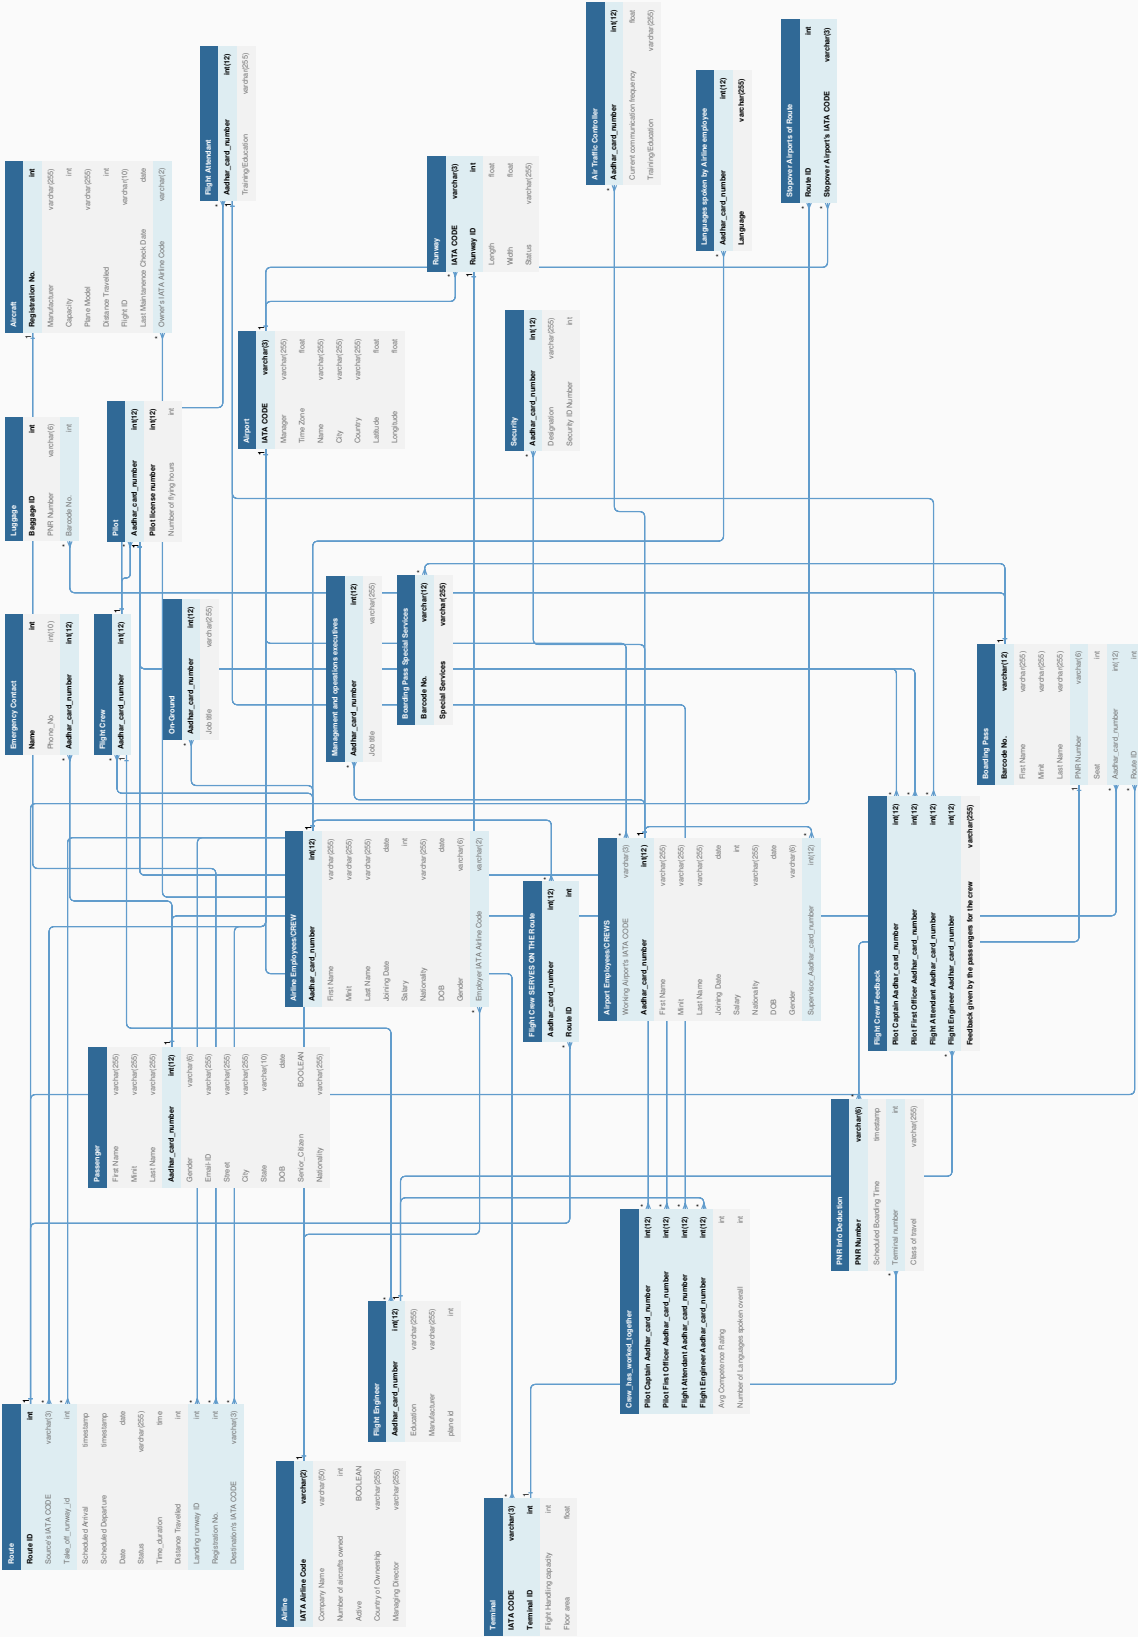 Route
Route ID int
Source's IATA CODE varchar(3)
Take_off_runway_id int
Scheduled Arrival timestamp
Scheduled Departure timestamp
Date date
Status varchar(255)
Time_duration time
Distance Travelled int
Landing runway ID int
Registration No. int
Destination's IATA CODE varchar(3)
Airline
IATA Airline Code varchar(2)
Company Name varchar(50)
Number of aircrafts owned int
Active BOOLEAN
Country of Ownership varchar(255)
Managing Director varchar(255)
Terminal
IATA CODE varchar(3)
Terminal ID int
Flight Handling capacity int
Floor area float
Flight Engineer
Aadhar_card_number int(12)
Education varchar(255)
Manufacturer varchar(255)
plane id int
Crew_has_worked_together
Pilot Captain Aadhar_card_number int(12)
Pilot First Officer Aadhar_card_number int(12)
Flight Attendant Aadhar_card_number int(12)
Flight Engineer Aadhar_card_number int(12)
Avg Competence Rating int
Number of Languages spoken overall int
Passenger
First Name varchar(255)
Minit varchar(255)
Last Name varchar(255)
Aadhar_card_number int(12)
Gender varchar(6)
Email-ID varchar(255)
Street varchar(255)
City varchar(255)
State varchar(10)
DOB date
Senior_Citizen BOOLEAN
Nationality varchar(255)
PNR Info Deduction
PNR Number varchar(6)
Scheduled Boarding Time timestamp
Terminal number int
Class of travel varchar(255)
Airline Employees/CREW
Aadhar_card_number int(12)
First Name varchar(255)
Minit varchar(255)
Last Name varchar(255)
Joining Date date
Salary int
Nationality varchar(255)
DOB date
Gender varchar(6)
Employer IATA Airline Code varchar(2)
Flight Crew SERVES ON THE Route
Aadhar_card_number int(12)
Route ID int
Airport Employees/CREWS
Working Airport's IATA CODE varchar(3)
Aadhar_card_number int(12)
First Name varchar(255)
Minit varchar(255)
Last Name varchar(255)
Joining Date date
Salary int
Nationality varchar(255)
DOB date
Gender varchar(6)
Supervisor_Aadhar_card_number int(12)
Flight Crew Feedback
Pilot Captain Aadhar_card_number int(12)
Pilot First Officer Aadhar_card_number int(12)
Flight Attendant Aadhar_card_number int(12)
Flight Engineer Aadhar_card_number int(12)
Feedback given by the passengers for the crew varchar(255)
Emergency Contact
Name int
Phone_No int(10)
Aadhar_card_number int(12)
Flight Crew
Aadhar_card_number int(12)
On-Ground
Aadhar_card_number int(12)
Job title varchar(255)
Management and operations executives
Aadhar_card_number int(12)
Job title varchar(255)
Boarding Pass Special Services
Barcode No. varchar(12)
Special Services varchar(255)
Boarding Pass
Barcode No. varchar(12)
First Name varchar(255)
Minit varchar(255)
Last Name varchar(255)
PNR Number varchar(6)
Seat int
Aadhar_card_number int(12)
Route ID int
Luggage
Baggage ID int
PNR Number varchar(6)
Barcode No. int
Pilot
Aadhar_card_number int(12)
Pilot license number int(12)
Number of flying hours int
Airport
IATA CODE varchar(3)
Manager varchar(255)
Time Zone float
Name varchar(255)
City varchar(255)
Country varchar(255)
Latitude float
Longitude float
Security
Aadhar_card_number int(12)
Designation varchar(255)
Security ID Number int
Aircraft
Registration No. int
Manufacturer varchar(255)
Capacity int
Plane Model varchar(255)
Distance Travelled int
Flight ID varchar(10)
Last Maintanence Check Date date
Owner's IATA Airline Code varchar(2)
Flight Attendant
Aadhar_card_number int(12)
Training/Education varchar(255)
Runway
IATA CODE varchar(3)
Runway ID int
Length float
Width float
Status varchar(255)
Air Traffic Controller
Aadhar_card_number int(12)
Current communication frequency float
Training/Education varchar(255)
Languages spoken by Airline employee
Aadhar_card_number int(12)
Language varchar(255)
Stopover Airports of Route
Route ID int
Stopover Airport's IATA CODE varchar(3)